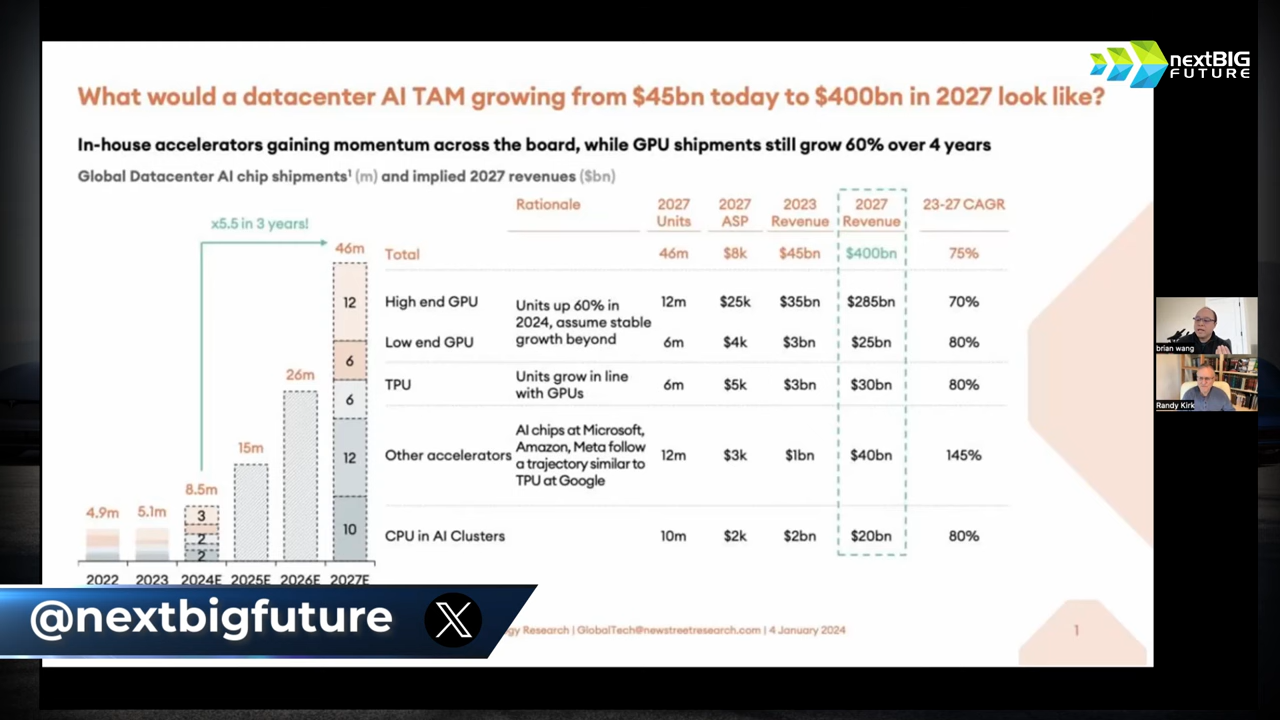 nextBIG
FUTURE
What would a datacenter AI TAM growing from $45bn today to $400bn in 2027 look like?
In-house accelerators gaining momentum across the board, while GPU shipments still grow 60% over 4 years
Global Datacenter AI chip shipments¹ (m) and implied 2027 revenues ($bn)
x5.5 in 3 years!
4.9m
5.1m
8.5m
15m
26m
46m
3
2
2
12
6
6
12
10
2022 2023 2024E 2025E 2026E 2027E
Rationale 2027 Units 2027 ASP 2023 Revenue 2027 Revenue 23-27 CAGR
Total 46m $8k $45bn $400bn 75%
High end GPU 12m $25k $35bn $285bn 70%
Units up 60% in
2024, assume stable
growth beyond
Low end GPU 6m $4k $3bn $25bn 80%
TPU 6m $5k $3bn $30bn 80%
Units grow in line
with GPUs
AI chips at Microsoft,
Amazon, Meta follow
a trajectory similar to
TPU at Google
Other accelerators 12m $3k $1bn $40bn 145%
CPU in AI Clusters 10m $2k $2bn $20bn 80%
Research | GlobalTech@newstreetresearch.com | 4 January 2024
1
@nextbigfuture
brian wang
Randy Kirk